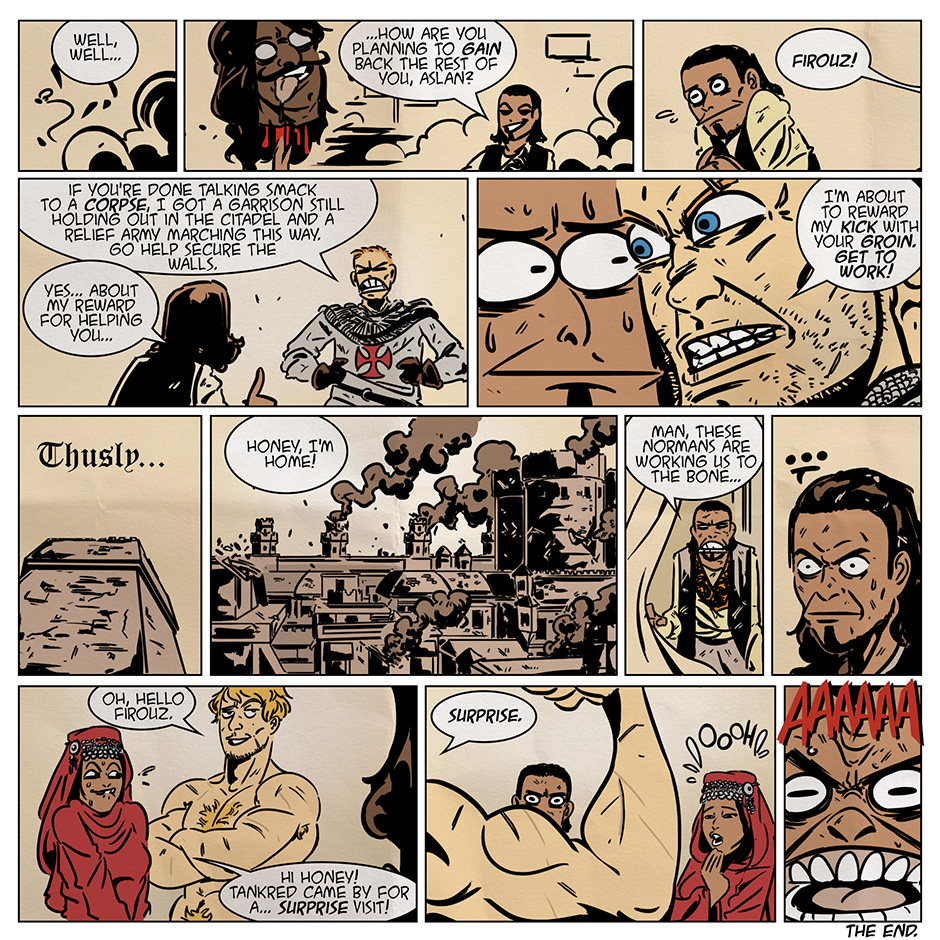 WELL,
WELL...
...HOW ARE YOU
PLANNING TO GAIN
BACK THE REST OF
YOU, ASLAN?
FIROUZ!
IF YOU'RE DONE TALKING SMACK
TO A CORPSE, I GOT A GARRISON STILL
HOLDING OUT IN THE CITADEL AND A
RELIEF ARMY MARCHING THIS WAY.
GO HELP SECURE THE
WALLS.
YES... ABOUT
MY REWARD
FOR HELPING
YOU...
I'M ABOUT
TO REWARD
MY KICK WITH
YOUR GROIN.
GET TO
WORK!
Thusly...
HONEY, I'M
HOME!
MAN, THESE
NORMANS ARE
WORKING US TO
THE BONE...
...
OH, HELLO
FIROUZ.
HI HONEY!
TANKRED CAME BY FOR
A... SURPRISE VISIT!
SURPRISE.
OOOH
AAAAAA
THE END.